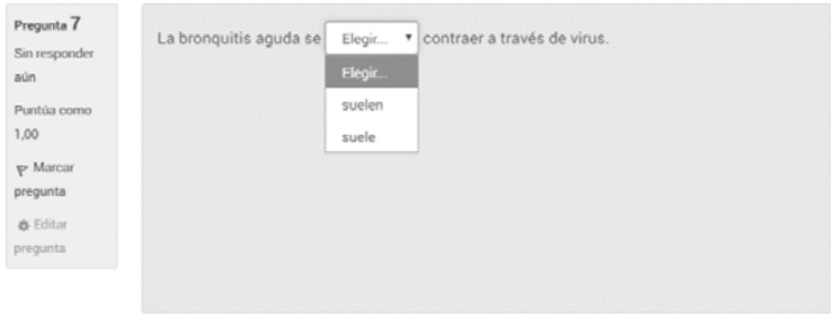 Pregunta 7
Sin responder
aún
Puntúa como
1,00
Marcar
pregunta
Editar
pregunta
La bronquitis aguda se Elegir... contraer a través de virus.
Elegir...
suelen
suele